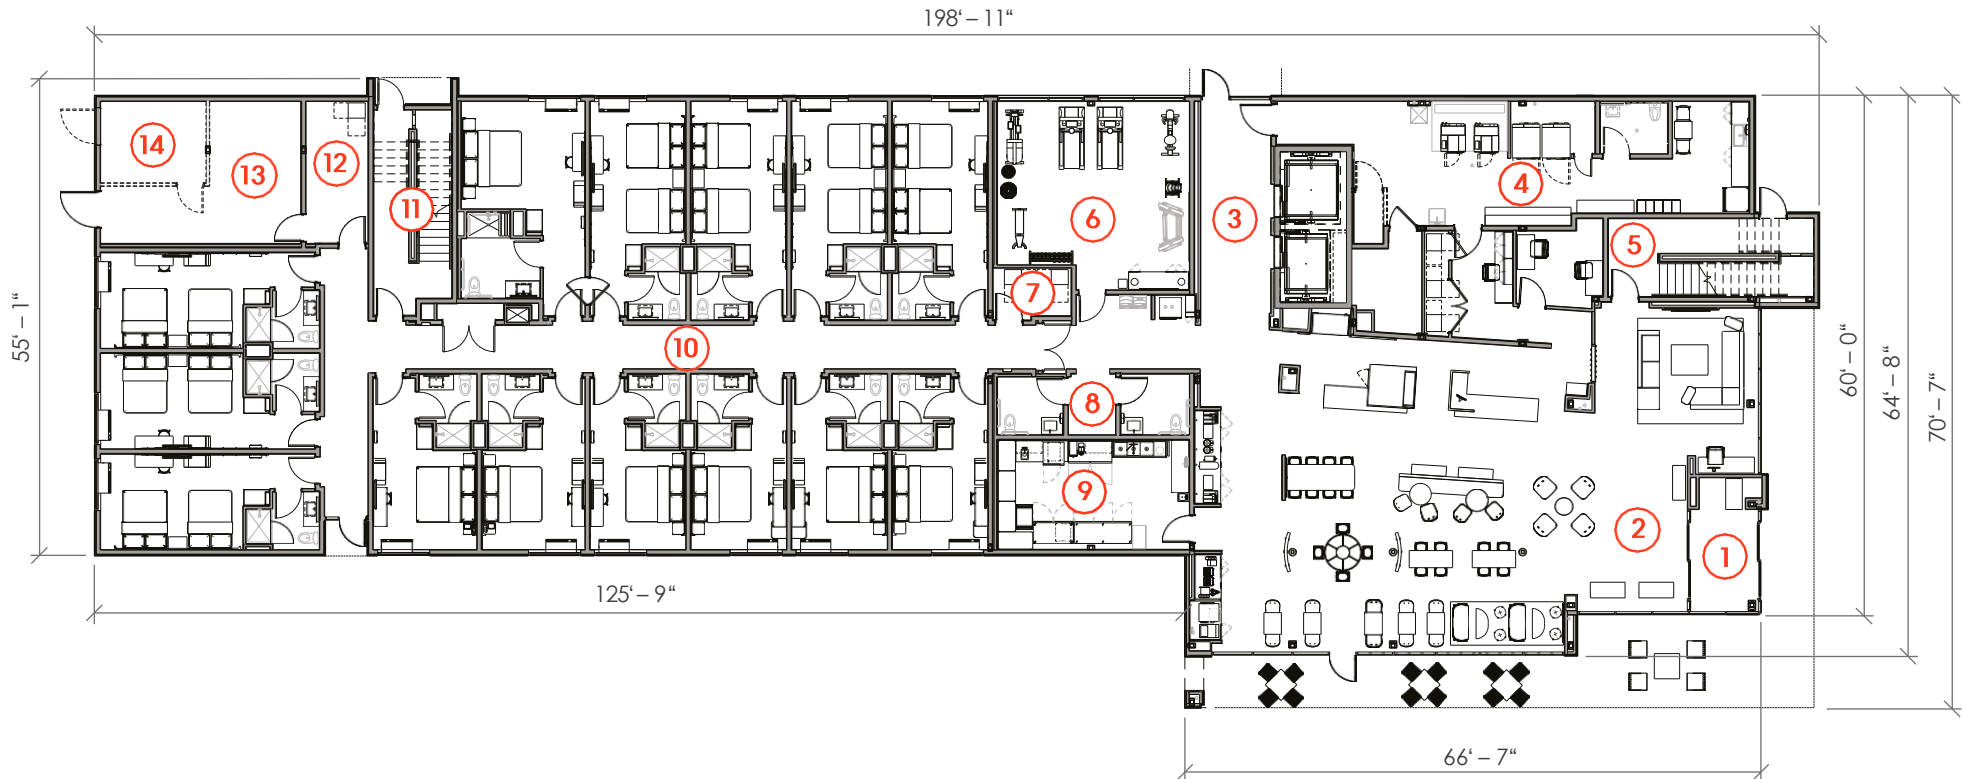 198‘ – 11“
14
13
12
11
6
3
4
5
7
55‘ – 1“
10
60‘ – 0“
64‘ – 8“
70‘ – 7“
8
9
2
1
125‘ – 9“
66‘ – 7“